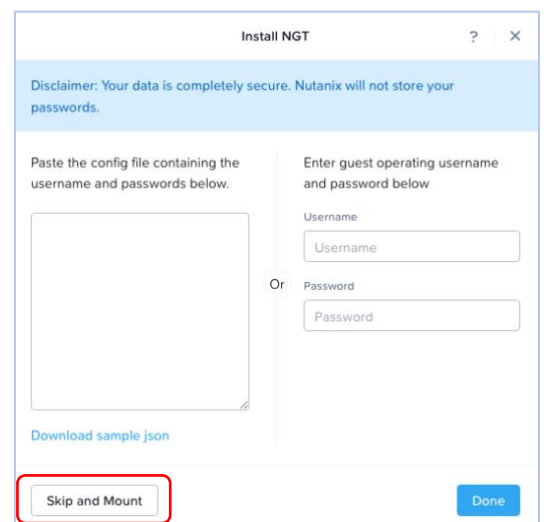 Install NGT
?
Disclaimer: Your data is completely secure. Nutanix will not store your
passwords.
Paste the config file containing the
username and passwords below.
Download sample json
Or
Enter guest operating username
and password below
Username
Username
Password
Password
Skip and Mount
Done